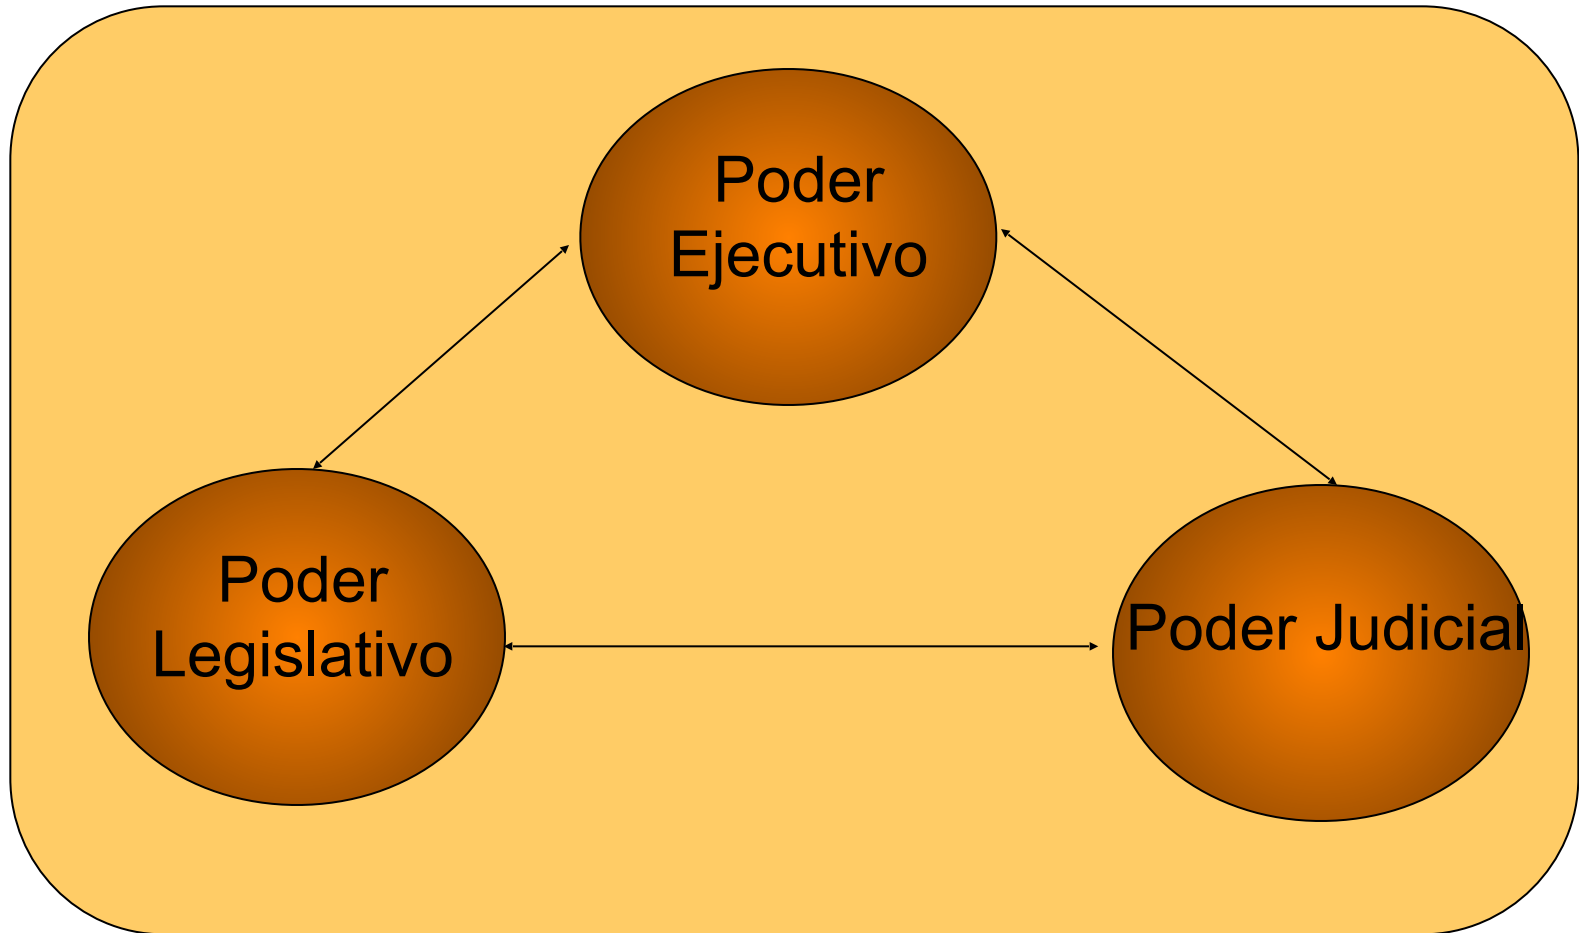 Poder
Ejecutivo
Poder
Legislativo
Poder Judicial